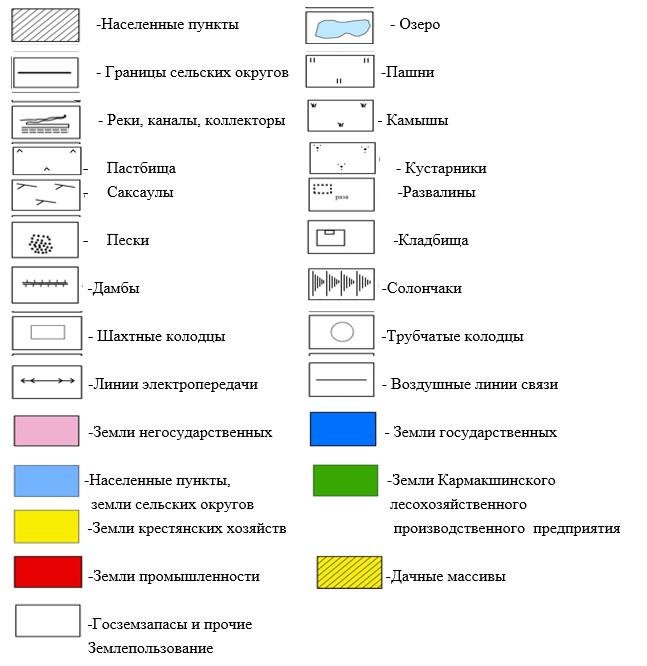 -Населенные пункты
- Озеро
- Границы сельских округов
-Пашни
- Реки, каналы, коллекторы
- Камышы
- Пастбища
- Кустарники
- Саксаулы
разв
-Развалины
- Пески
-Кладбища
-Дамбы
-Солончаки
- Шахтные колодцы
-Трубчатые колодцы
-Линии электропередачи
- Воздушные линии связи
-Земли негосударственных
- Земли государственных
-Населенные пункты,
земли сельских округов
-Земли Кармакшинского
лесохозяйственного
производственного предприятия
-Земли крестянских хозяйств
-Земли промышленности
-Дачные массивы
-Госземзапасы и прочие
Землепользование